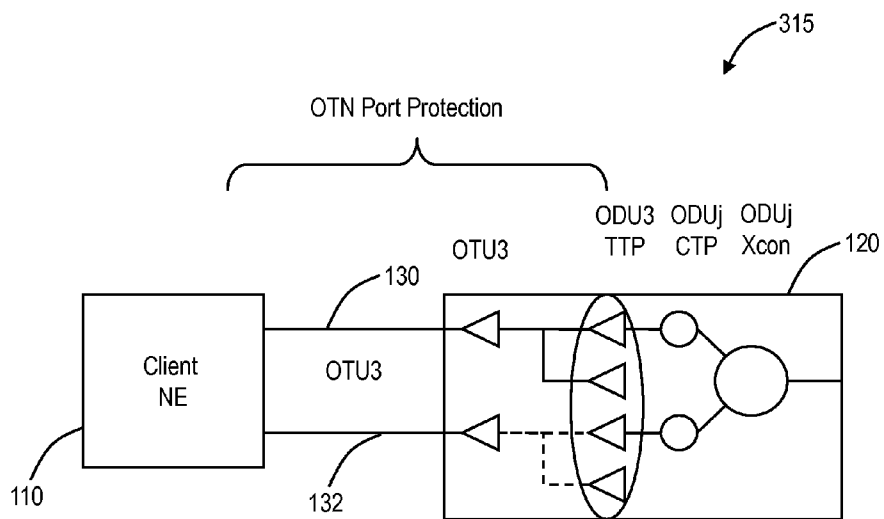 315
OTN Port Protection
ODU3 TTP
ODUj CTP
ODUj Xcon
OTU3
120
130
Client NE
OTU3
110
132